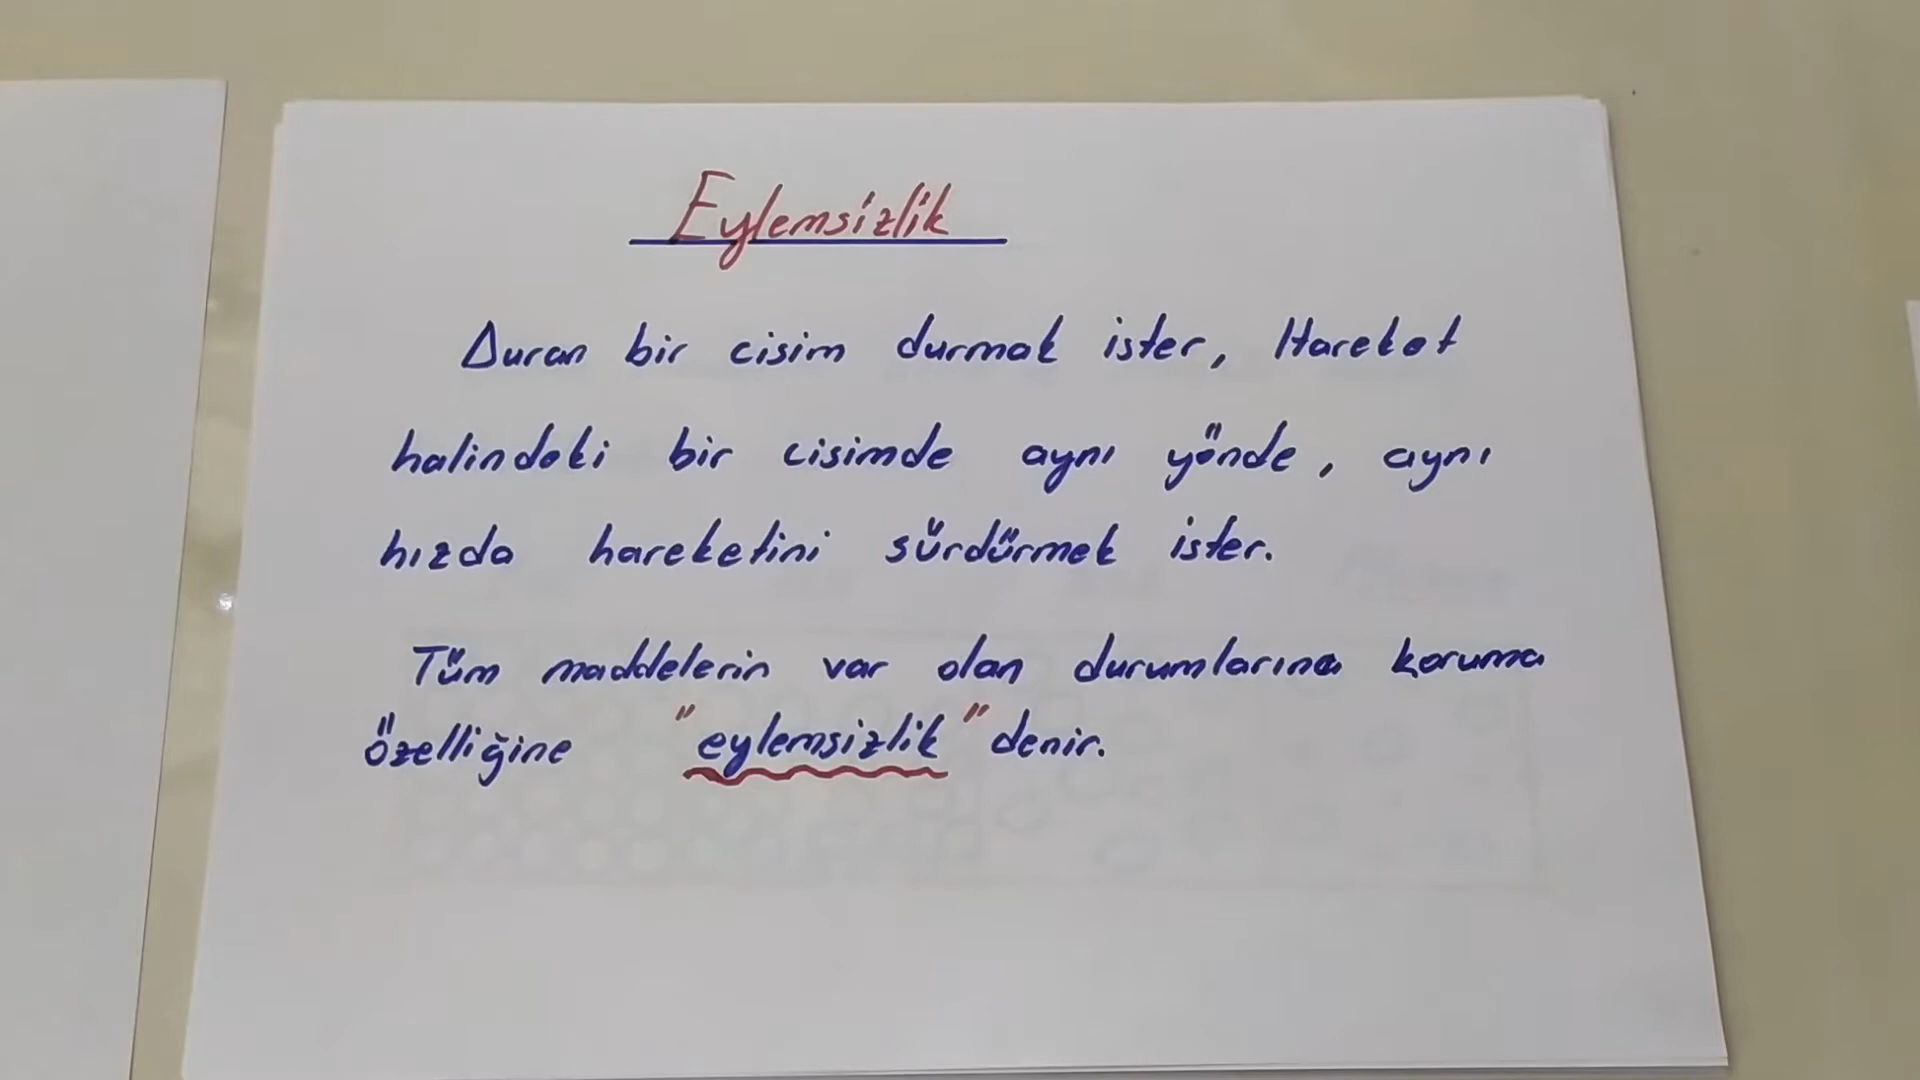 Eylemsizlik
Duran bir cisim durmak ister, Hareket
halindeki bir cisimde aynı yönde, aynı
hızda hareketini sürdürmek ister.
Tüm maddelerin var olan durumlarına koruma
özelliğine "eylemsizlik" denir.